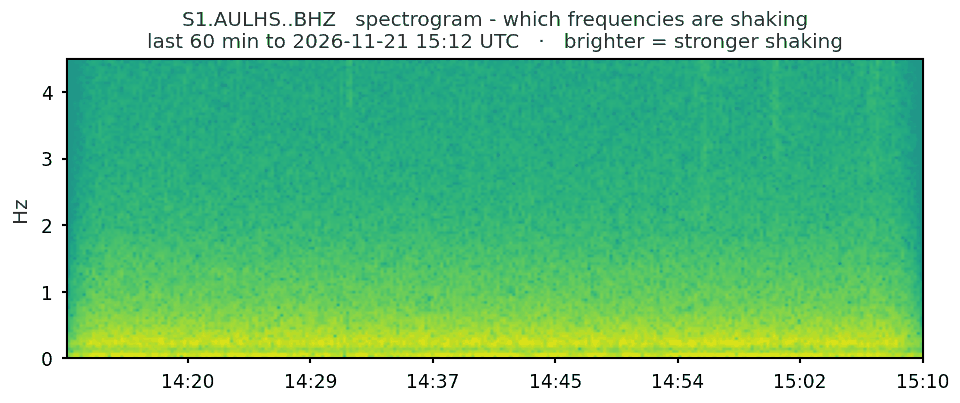 S1.AULHS..BHZ   spectrogram - which frequencies are shaking
last 60 min to 2026-11-21 15:12 UTC   ·   brighter = stronger shaking
4
3
Hz
2
1
0
14:20 14:29 14:37 14:45 14:54 15:02 15:10